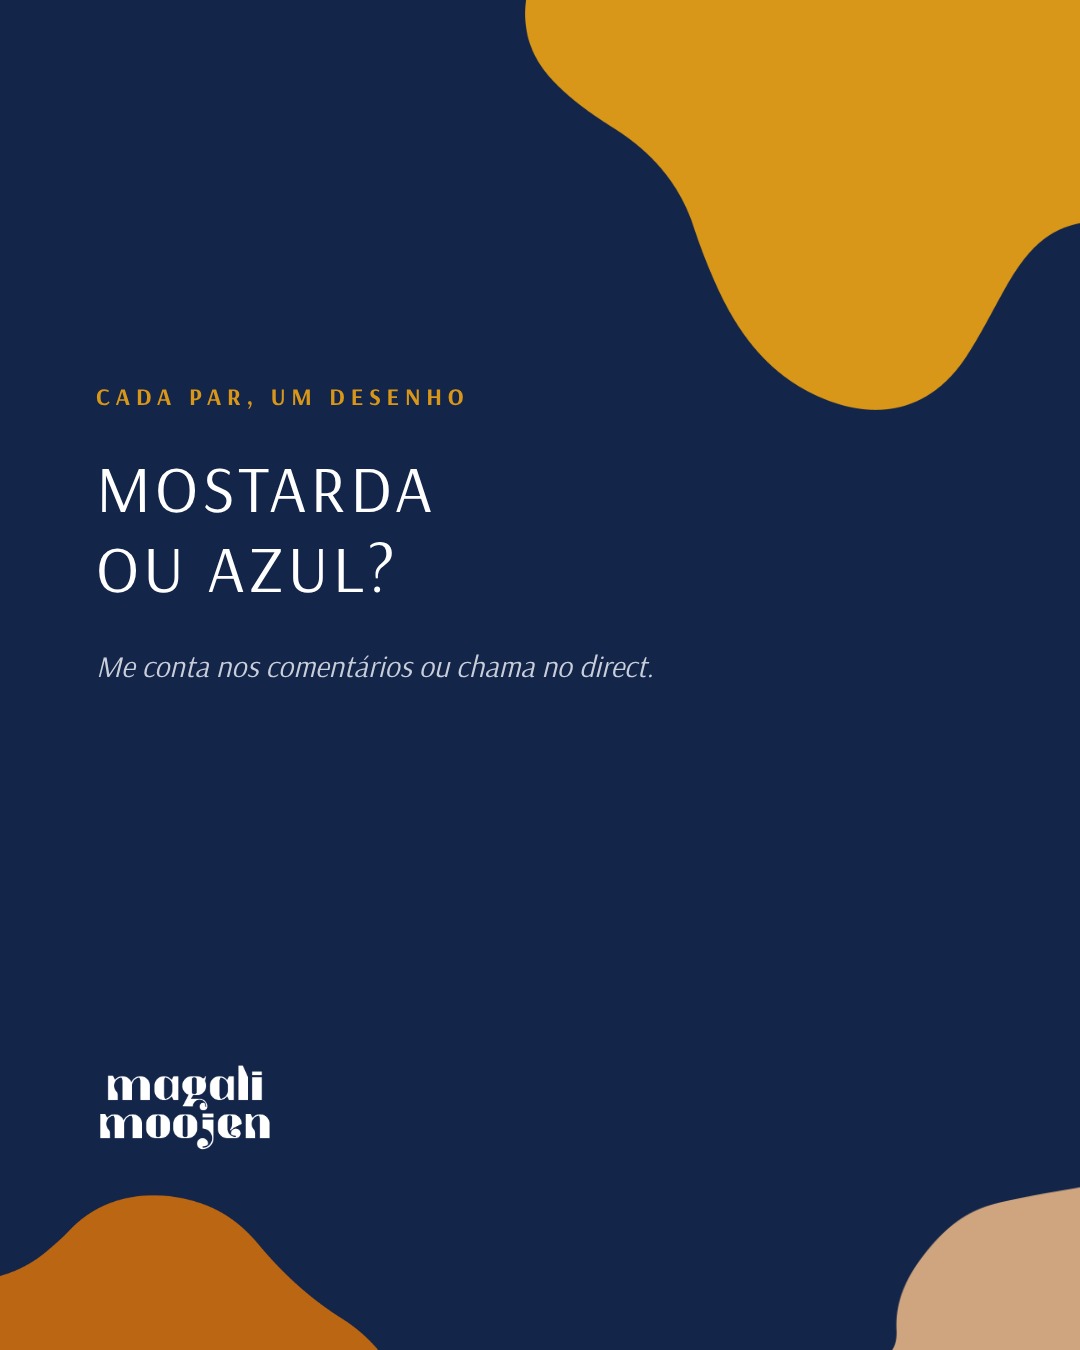 CADA PAR, UM DESENHO
MOSTARDA
OU AZUL?
Me conta nos comentários ou chama no direct.
magali
moojen